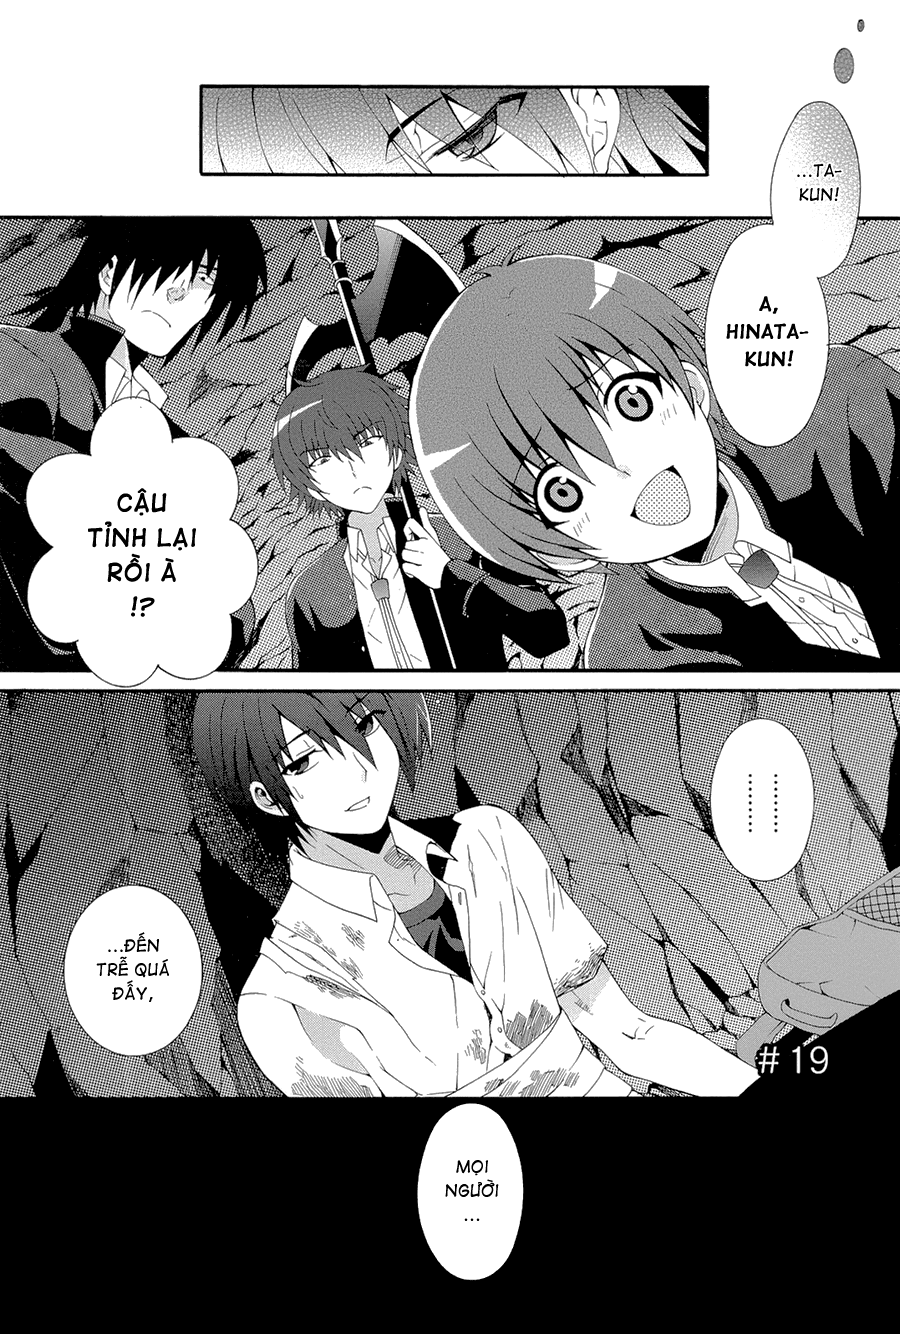 ...TA-
KUN!
A,
HINATA-
KUN!
CẬU
TỈNH LẠI
RỒI À
!?
..........
...ĐẾN
TRỄ QUÁ
ĐẤY,
#19
MỌI
NGƯỜI
...